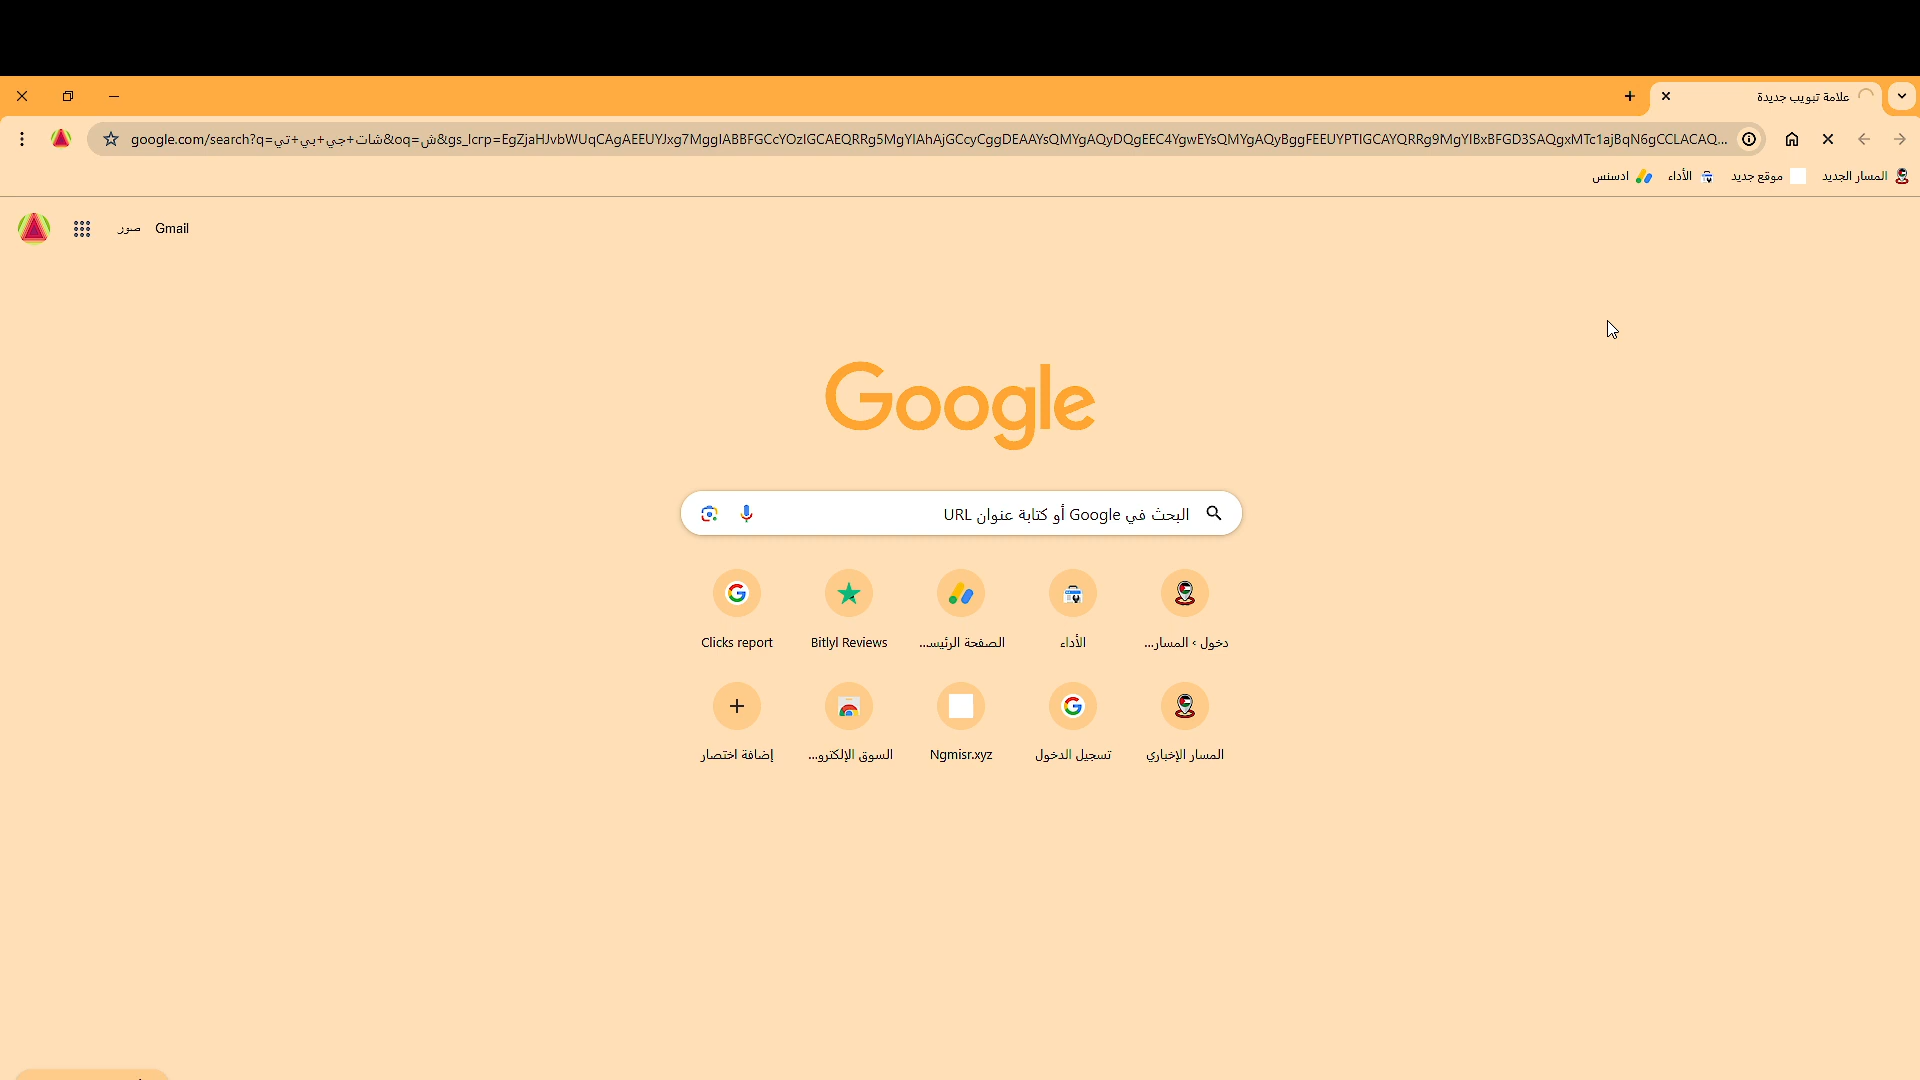 علامة تبويب جديدة
google.com/search?q=شات+جي+بي+تي&oq=ش&gs_lcrp=EgZjaHJvbWUqCAgAEEUYJxg7MggIABBFGCcYOzIGCAEQRRg5MgYIAhAjGCcyCggDEAAYsQMYgAQyDQgEEC4YgwEYsQMYgAQyBggFEEUYPTIGCAYQRRg9MgYIBxBFGD3SAQgxMTc1ajBqN6gCCLACAQ...
المسار الجديد موقع جديد الأداء ادسنس
Gmail صور
Google
البحث في Google أو كتابة عنوان URL
دخول ‹ المسار... الأداء الصفحة الرئيسـ... Bitlyl Reviews Clicks report
المسار الإخباري تسجيل الدخول Ngmisr.xyz السوق الإلكترو... إضافة اختصار